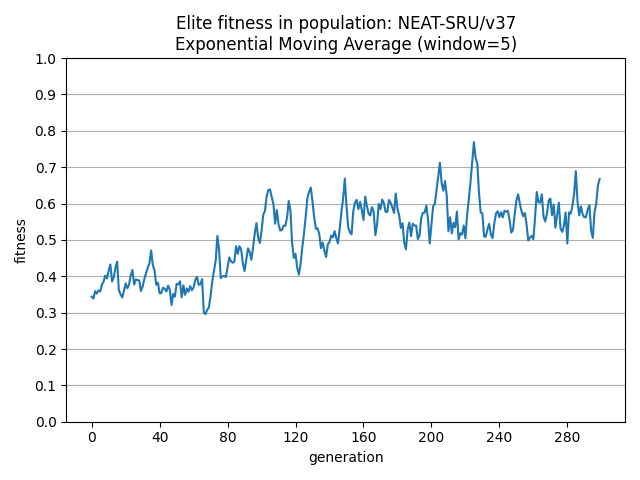 Elite fitness in population: NEAT-SRU/v37
Exponential Moving Average (window=5)
1.0
0.9
0.8
0.7
0.6
0.5
0.4
0.3
0.2
0.1
0.0
fitness
0 40 80 120 160 200 240 280
generation